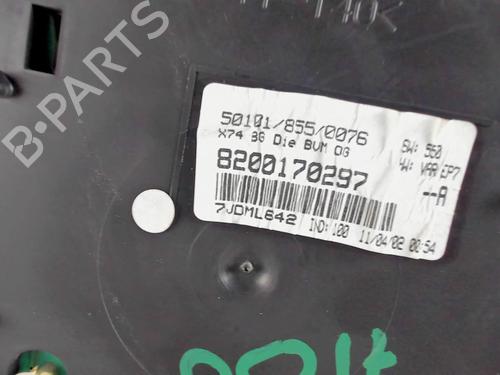 B-PARTS
50101/855/0076
X74 BG Die BVM DG
8200170297
7JDML642
IND: 100 11/04/02 00:54
SW: 560
HW: VAR EP7
--A